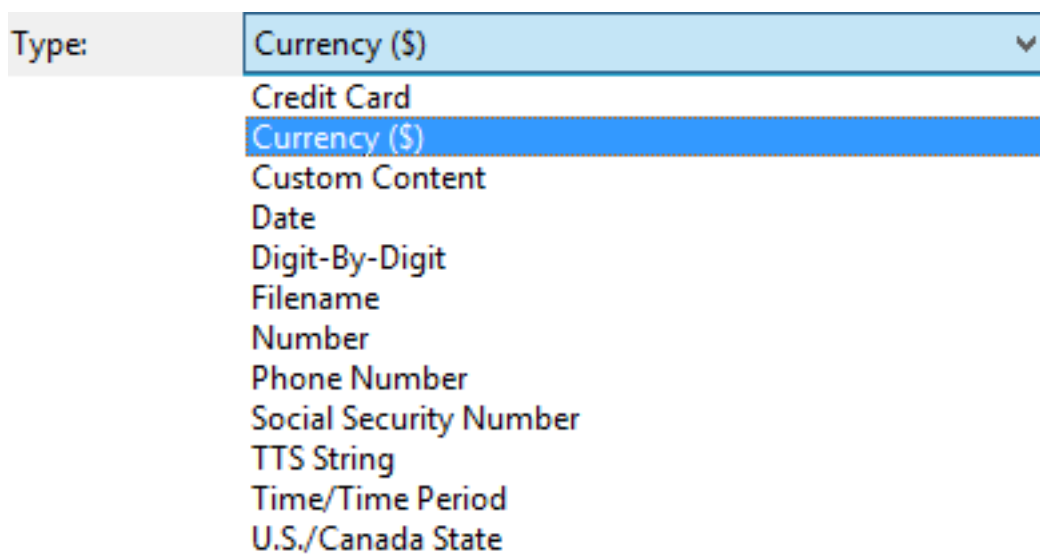 Type: Currency ($)
Credit Card
Currency ($)
Custom Content
Date
Digit-By-Digit
Filename
Number
Phone Number
Social Security Number
TTS String
Time/Time Period
U.S./Canada State